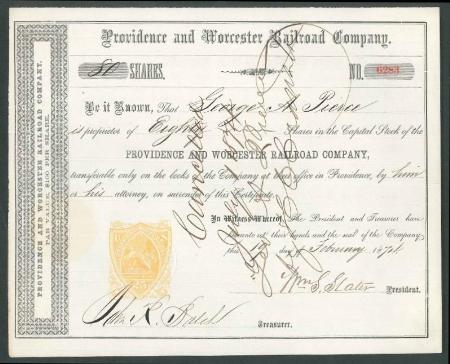 Providence and Worcester Railroad Company.
80 SHARES. NO. 6283
Be it Known, That George A. Pierce
is proprietor of Eighty Shares in the Capital Stock of the
PROVIDENCE AND WORCESTER RAILROAD COMPANY,
transferable only on the books of the Company at their office in Providence, by him
or his attorney, on surrender of this Certificate.
In Witness Whereof, The President and Treasurer have
hereunto set their hands and the seal of the Company,
this day of February 1874
Wm S. Slater
President.
John R. Balch
Treasurer.
PROVIDENCE AND WORCESTER RAILROAD COMPANY.
PAR VALUE, $100 PER SHARE.
Cancelled